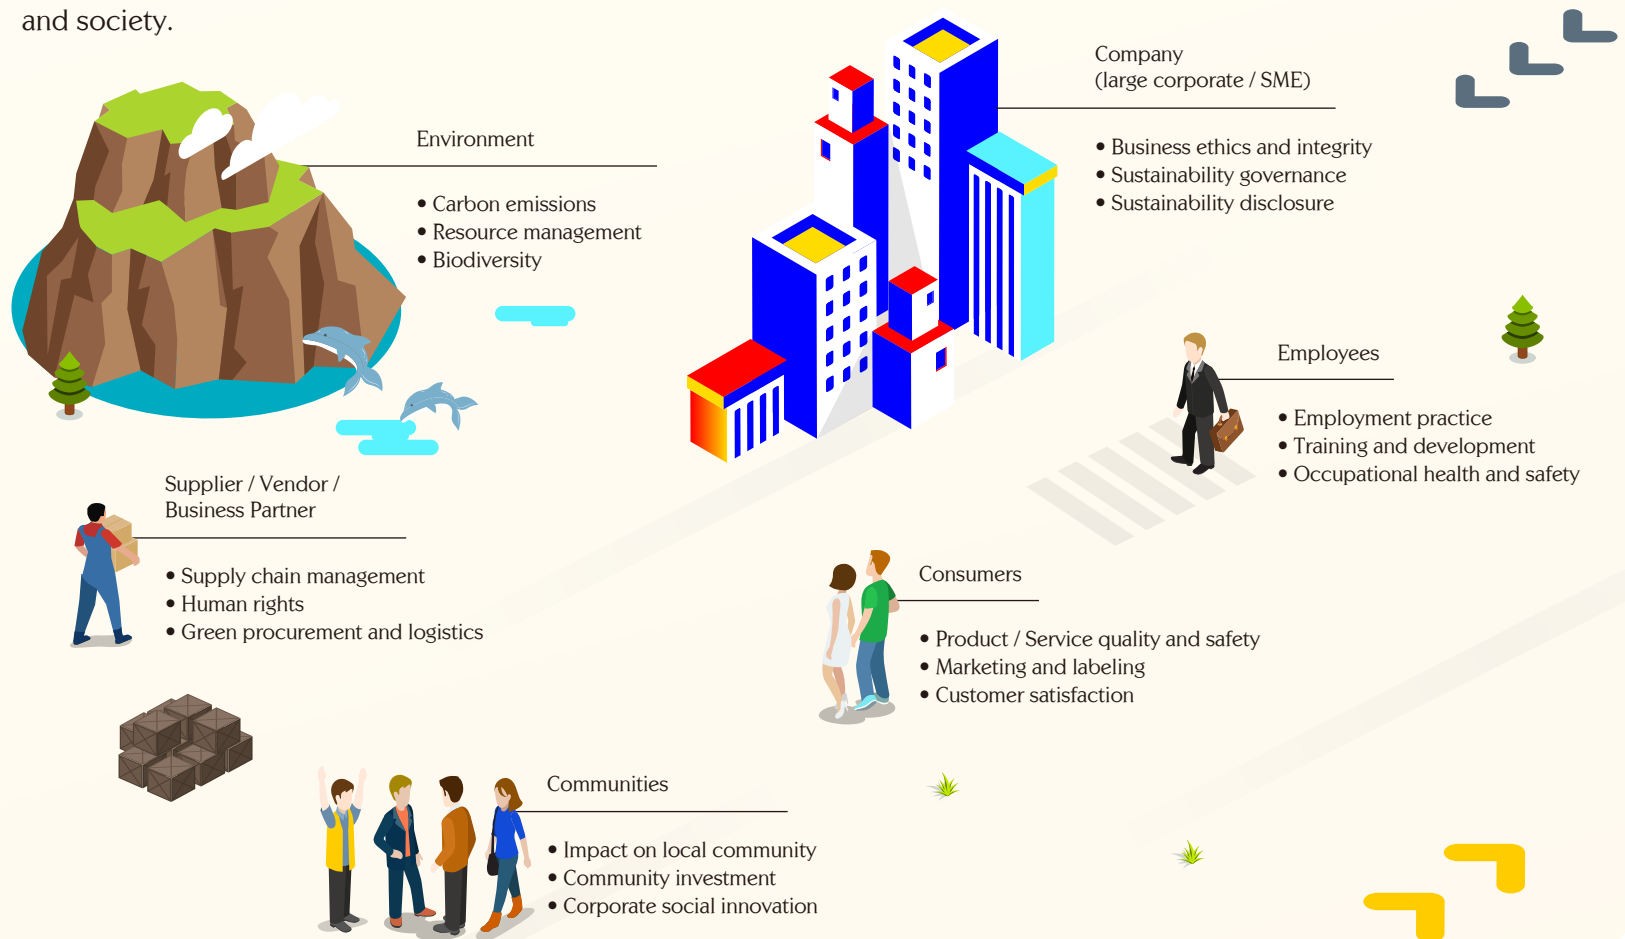 and society.
Environment
• Carbon emissions
• Resource management
• Biodiversity
Company
(large corporate / SME)
• Business ethics and integrity
• Sustainability governance
• Sustainability disclosure
Employees
• Employment practice
• Training and development
• Occupational health and safety
Supplier / Vendor /
Business Partner
• Supply chain management
• Human rights
• Green procurement and logistics
Consumers
• Product / Service quality and safety
• Marketing and labeling
• Customer satisfaction
Communities
• Impact on local community
• Community investment
• Corporate social innovation